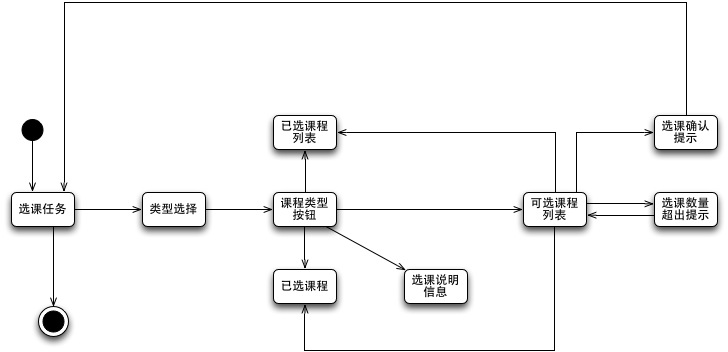 已选课程
列表
选课确认
提示
选课任务
类型选择
课程类型
按钮
可选课程
列表
选课数量
超出提示
已选课程
选课说明
信息